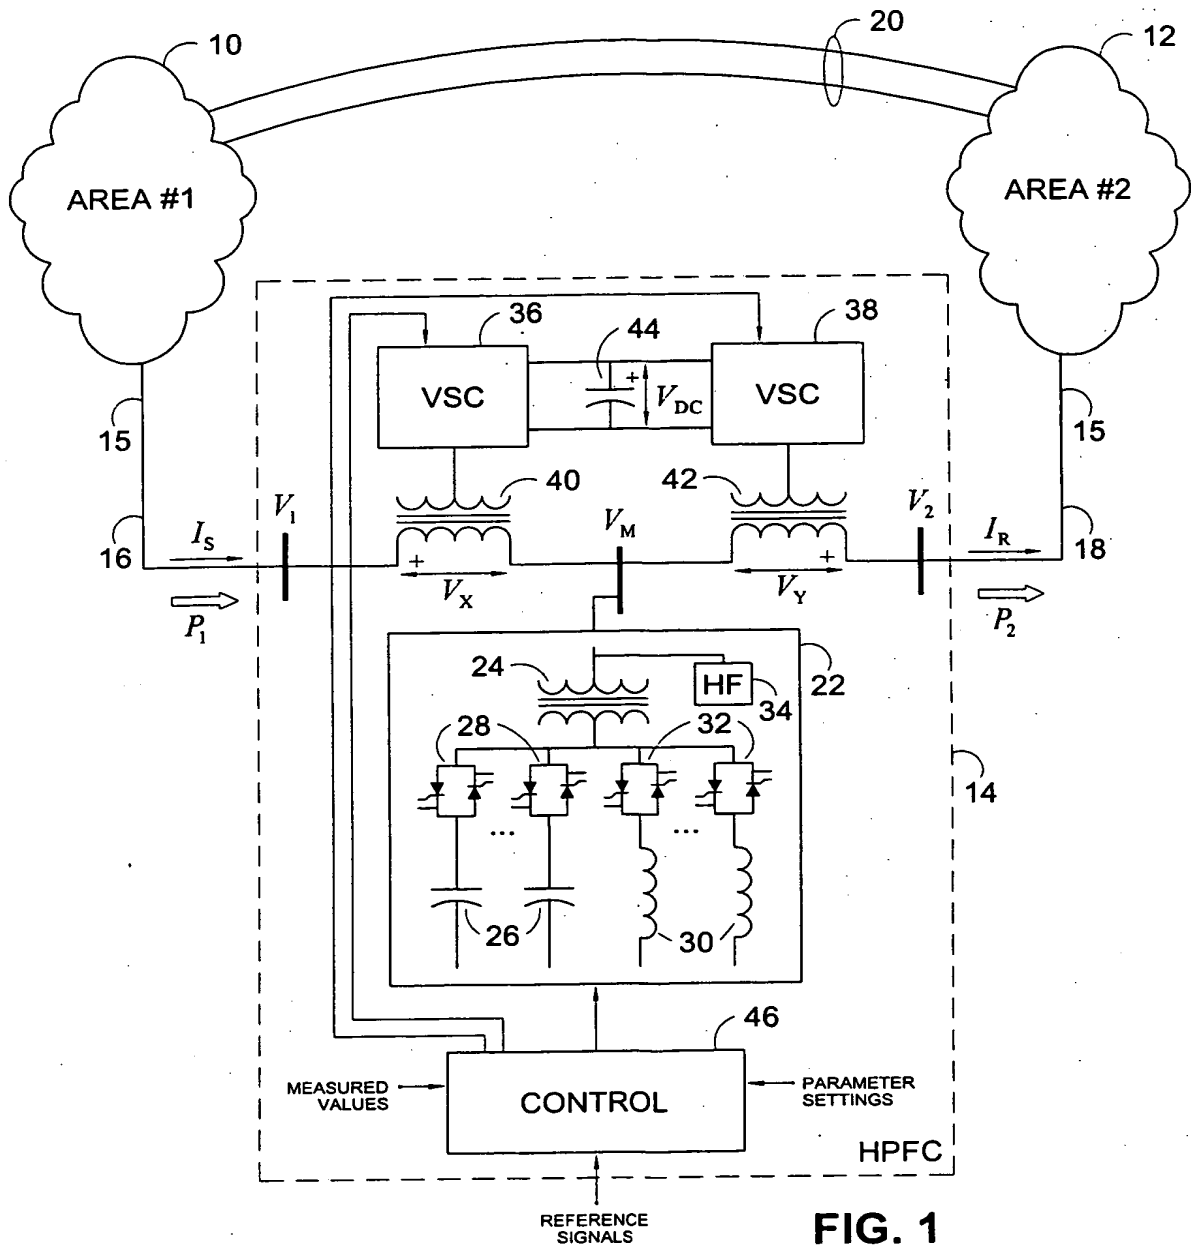 10
20
12
AREA #1
AREA #2
36
44
38
VSC
+
V_DC
VSC
15
15
40
42
V_1
V_M
V_2
16
I_S
+
V_X
V_Y
+
I_R
18
P_1
P_2
24
HF
34
22
28
32
14
...
...
26
30
46
MEASURED
VALUES
CONTROL
PARAMETER
SETTINGS
HPFC
REFERENCE
SIGNALS
FIG. 1